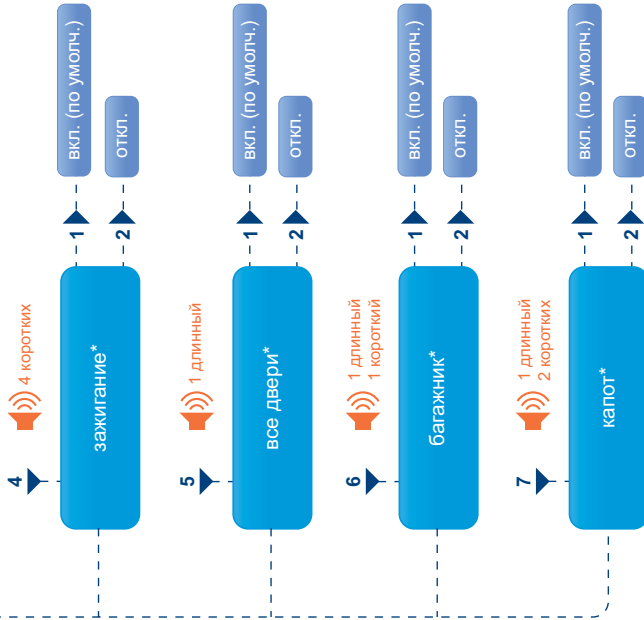 4
4 коротких
зажигание*
1
вкл. (по умолч.)
2
откл.
5
1 длинный
все двери*
1
вкл. (по умолч.)
2
откл.
6
1 длинный
1 короткий
багажник*
1
вкл. (по умолч.)
2
откл.
7
1 длинный
2 коротких
капот*
1
вкл. (по умолч.)
2
откл.